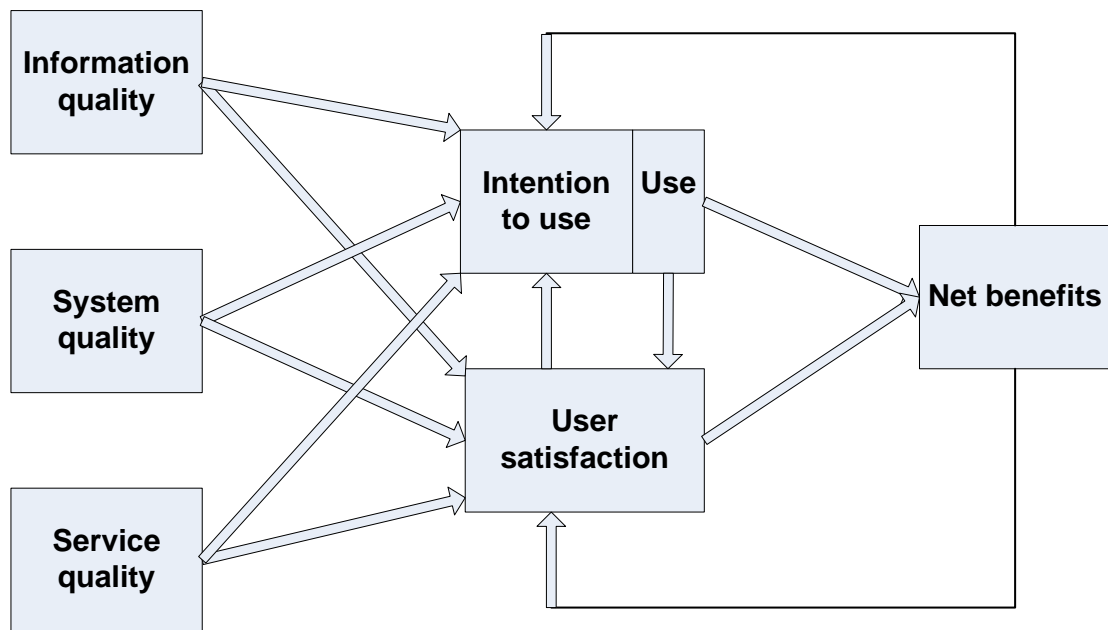 Information
quality
Intention
to use
Use
System
quality
Net benefits
User
satisfaction
Service
quality